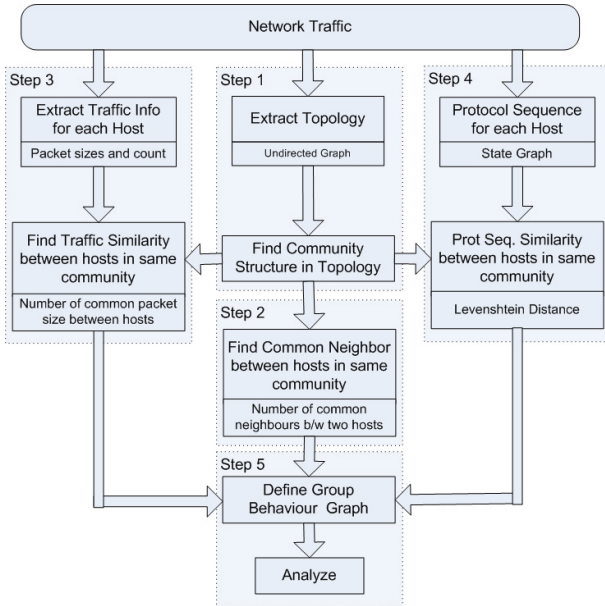 Network Traffic
Step 3
Extract Traffic Info
for each Host
Packet sizes and count
Find Traffic Similarity
between hosts in same
community
Number of common packet
size between hosts
Step 1
Extract Topology
Undirected Graph
Find Community
Structure in Topology
Step 4
Protocol Sequence
for each Host
State Graph
Prot Seq. Similarity
between hosts in same
community
Levenshtein Distance
Step 2
Find Common Neighbor
between hosts in same
community
Number of common
neighbours b/w two hosts
Step 5
Define Group
Behaviour Graph
Analyze